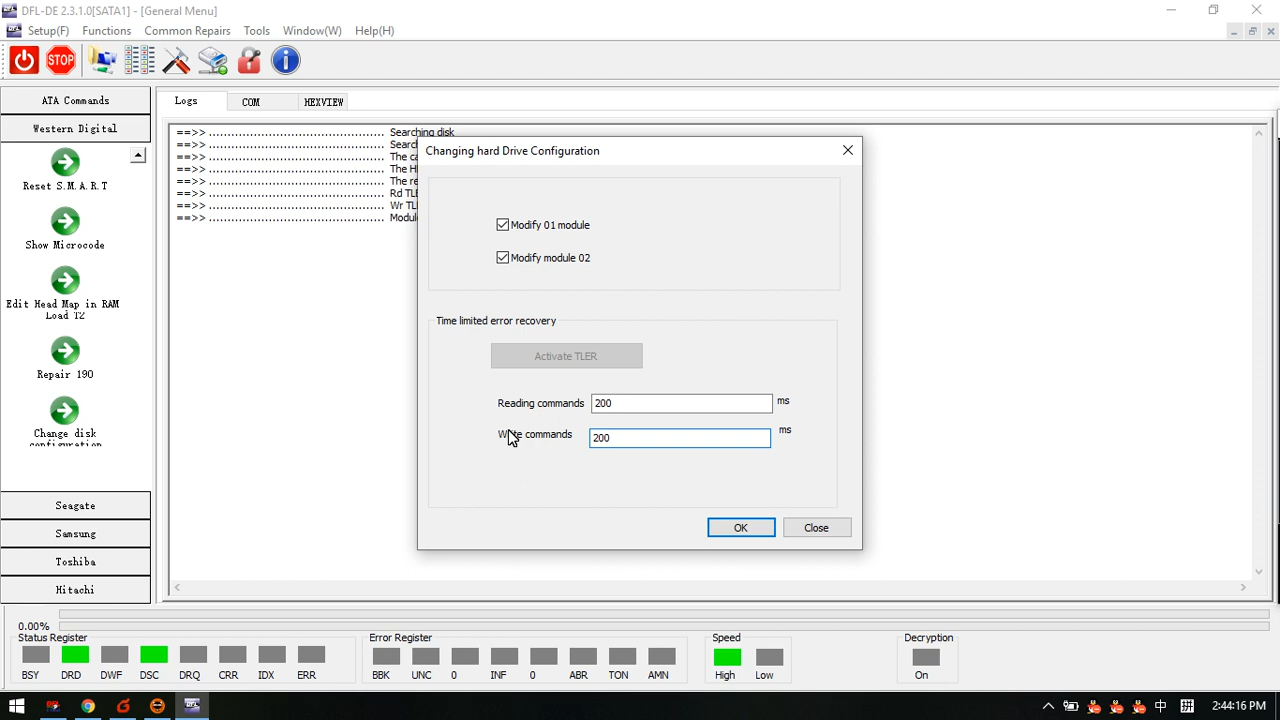 DFL-DE 2.3.1.0[SATA1] - [General Menu]
Setup(F) Functions Common Repairs Tools Window(W) Help(H)
STOP
ATA Commands
Western Digital
Reset S.M.A.R.T
Show Microcode
Edit Head Map in RAM
Load T2
Repair 190
Change disk
configuration
Seagate
Samsung
Toshiba
Hitachi
Logs COM HEXVIEW
==>> ........................................... Searching disk
==>> ...........................................
==>> ........................................... The
==>> ........................................... The
==>> ........................................... The
==>> ........................................... Rd
==>> ........................................... Wr
==>> ...........................................
Changing hard Drive Configuration
Modify 01 module
Modify module 02
Time limited error recovery
Activate TLER
Reading commands 200 ms
Write commands 200 ms
OK Close
0.00%
Status Register
BSY DRD DWF DSC DRQ CRR IDX ERR
Error Register
BBK UNC 0 INF 0 ABR TON AMN
Speed
High Low
Decryption
On
中 拼 2:44:16 PM